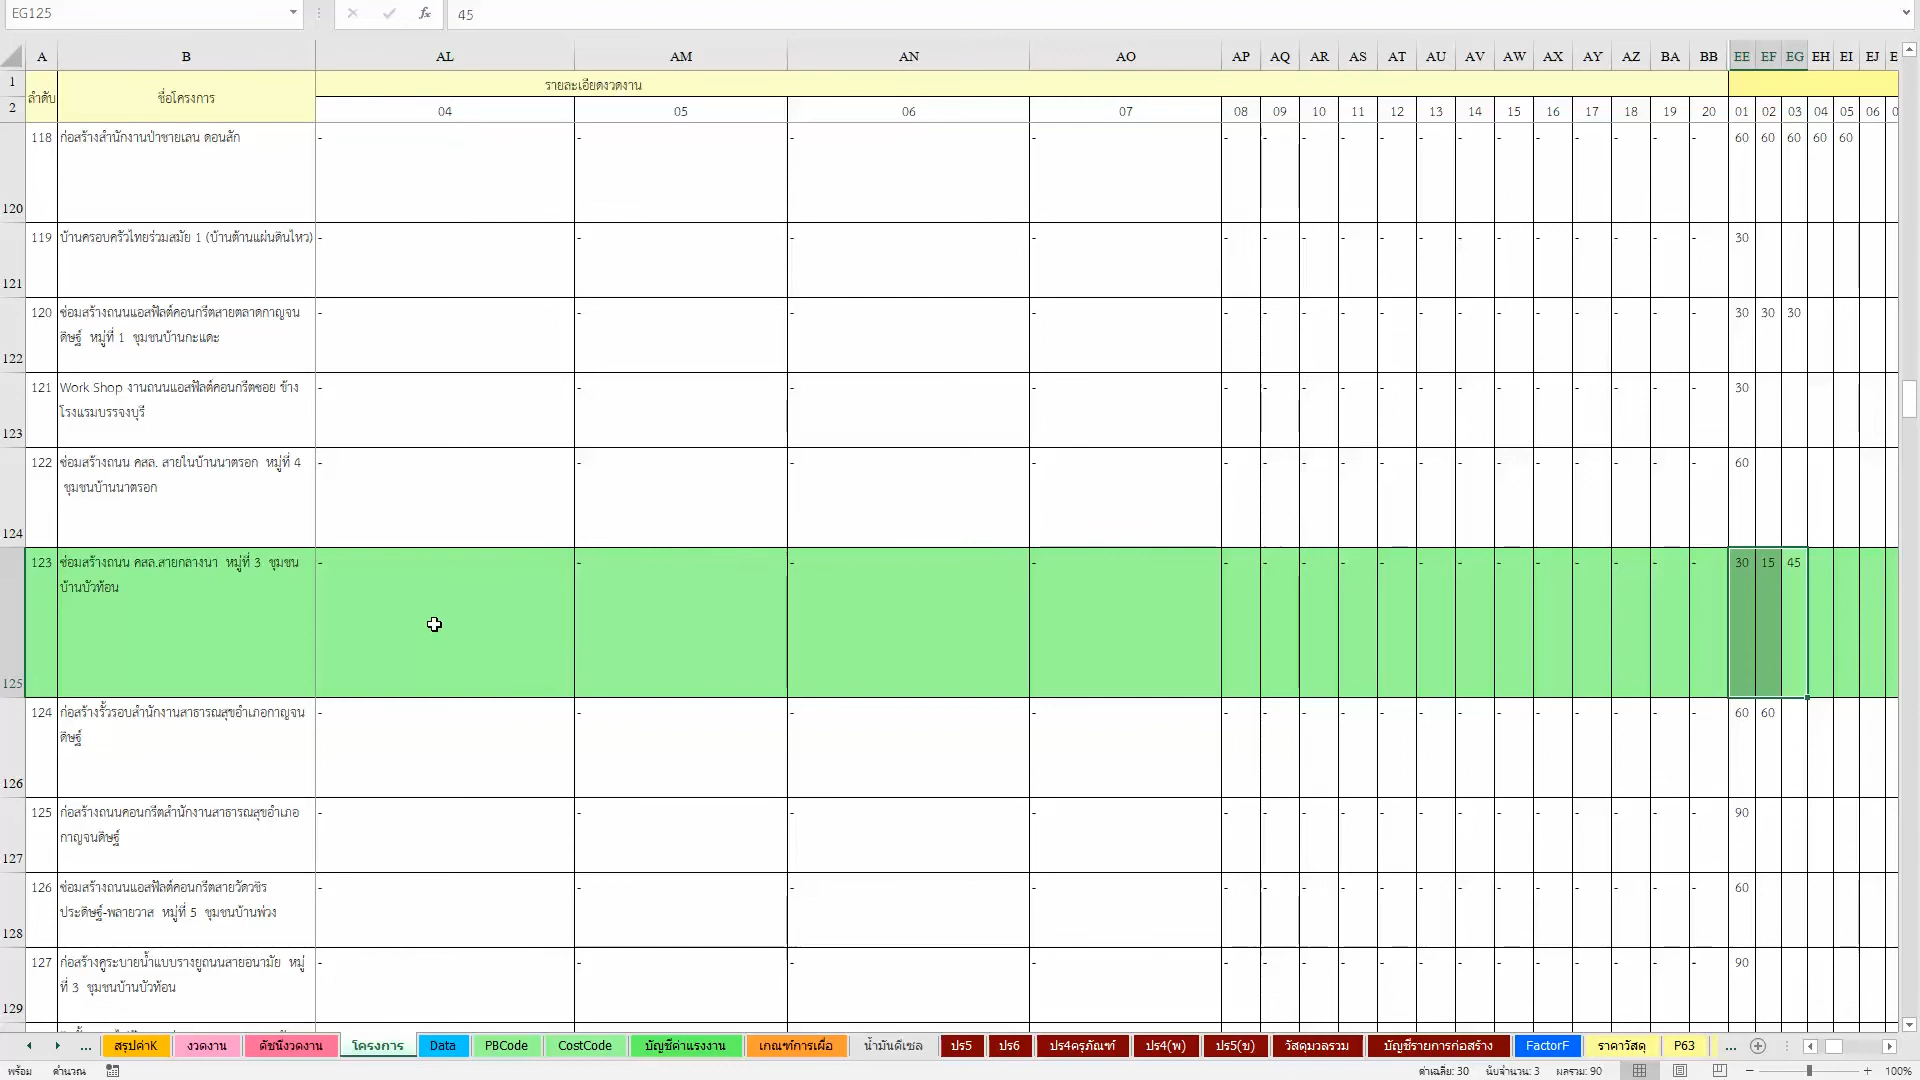 EG125 45
A B AL AM AN AO AP AQ AR AS AT AU AV AW AX AY AZ BA BB EE EF EG EH EI EJ E
1 ลำดับ ชื่อโครงการ รายละเอียดงวดงาน
2 04 05 06 07 08 09 10 11 12 13 14 15 16 17 18 19 20 01 02 03 04 05 06 0
118 ก่อสร้างสำนักงานป่าชายเลน ดอนสัก - - - - - - - - - - - - - - - - - 60 60 60 60 60
120
119 บ้านครอบครัวไทยร่วมสมัย 1 (บ้านต้านแผ่นดินไหว) - - - - - - - - - - - - - - - - - 30
121
120 ซ่อมสร้างถนนแอสฟัลต์คอนกรีตสายตลาดกาญจน - - - - - - - - - - - - - - - - - 30 30 30
ดิษฐ์ หมู่ที่ 1 ชุมชนบ้านกะแดะ
122
121 Work Shop งานถนนแอสฟัลต์คอนกรีตซอย ข้าง - - - - - - - - - - - - - - - - - 30
โรงแรมบรรจงบุรี
123
122 ซ่อมสร้างถนน คสล. สายในบ้านนาตรอก หมู่ที่ 4 - - - - - - - - - - - - - - - - - 60
ชุมชนบ้านนาตรอก
124
123 ซ่อมสร้างถนน คสล.สายกลางนา หมู่ที่ 3 ชุมชน - - - - - - - - - - - - - - - - - 30 15 45
บ้านบัวท้อน
125
124 ก่อสร้างรั้วรอบสำนักงานสาธารณสุขอำเภอกาญจน - - - - - - - - - - - - - - - - - 60 60
ดิษฐ์
126
125 ก่อสร้างถนนคอนกรีตสำนักงานสาธารณสุขอำเภอ - - - - - - - - - - - - - - - - - 90
กาญจนดิษฐ์
127
126 ซ่อมสร้างถนนแอสฟัลต์คอนกรีตสายวัดวชิร - - - - - - - - - - - - - - - - - 60
ประดิษฐ์-พลายวาส หมู่ที่ 5 ชุมชนบ้านพ่วง
128
127 ก่อสร้างคูระบายน้ำแบบรางยูถนนสายอนามัย หมู่ - - - - - - - - - - - - - - - - - 90
ที่ 3 ชุมชนบ้านบัวท้อน
129
... สรุปค่าK งวดงาน ดัชนีงวดงาน โครงการ Data PBCode CostCode บัญชีค่าแรงงาน เกณฑ์การเผื่อ น้ำมันดีเซล ปร5 ปร6 ปร4ครุภัณฑ์ ปร4(พ) ปร5(ข) วัสดุมวลรวม บัญชีรายการก่อสร้าง FactorF ราคาวัสดุ P63 ...
พร้อม คำนวณ ค่าเฉลี่ย: 30 นับจำนวน: 3 ผลรวม: 90 100%